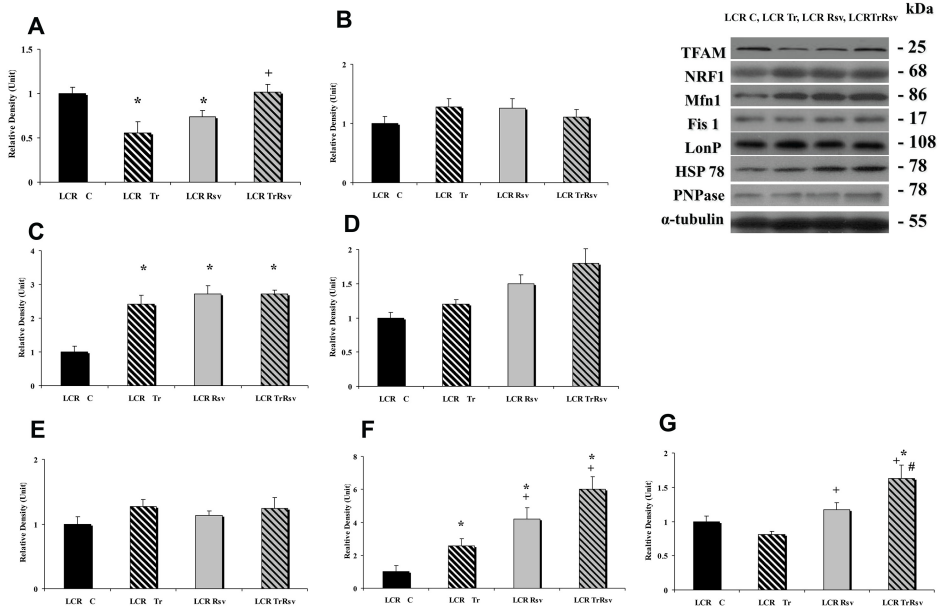 A
Relative Density (Unit)
1.5
1
0.5
0
*
*
+
LCR C
LCR Tr
LCR Rsv
LCR TrRsv
B
Relative Density (Unit)
2
1
0
LCR C
LCR Tr
LCR Rsv
LCR TrRsv
kDa
LCR C, LCR Tr, LCR Rsv, LCRTrRsv
TFAM - 25
NRF1 - 68
Mfn1 - 86
Fis 1 - 17
LonP - 108
HSP 78 - 78
PNPase - 78
α-tubulin - 55
C
Relative Density (Unit)
4
3
2
1
0
*
*
*
LCR C
LCR Tr
LCR Rsv
LCR TrRsv
D
Realtive Density (Unit)
2
1.5
1
0.5
0
LCR C
LCR Tr
LCR Rsv
LCR TrRsv
E
Realtive Density (Unit)
2
1
0
LCR C
LCR Tr
LCR Rsv
LCR TrRsv
F
Realtive Density (Unit)
8
6
4
2
0
*
*
+
*
+
LCR C
LCR Tr
LCR Rsv
LCR TrRsv
G
Realtive Density (Unit)
2
1.5
1
0.5
0
+
*
+ #
LCR C
LCR Tr
LCR Rsv
LCR TrRsv